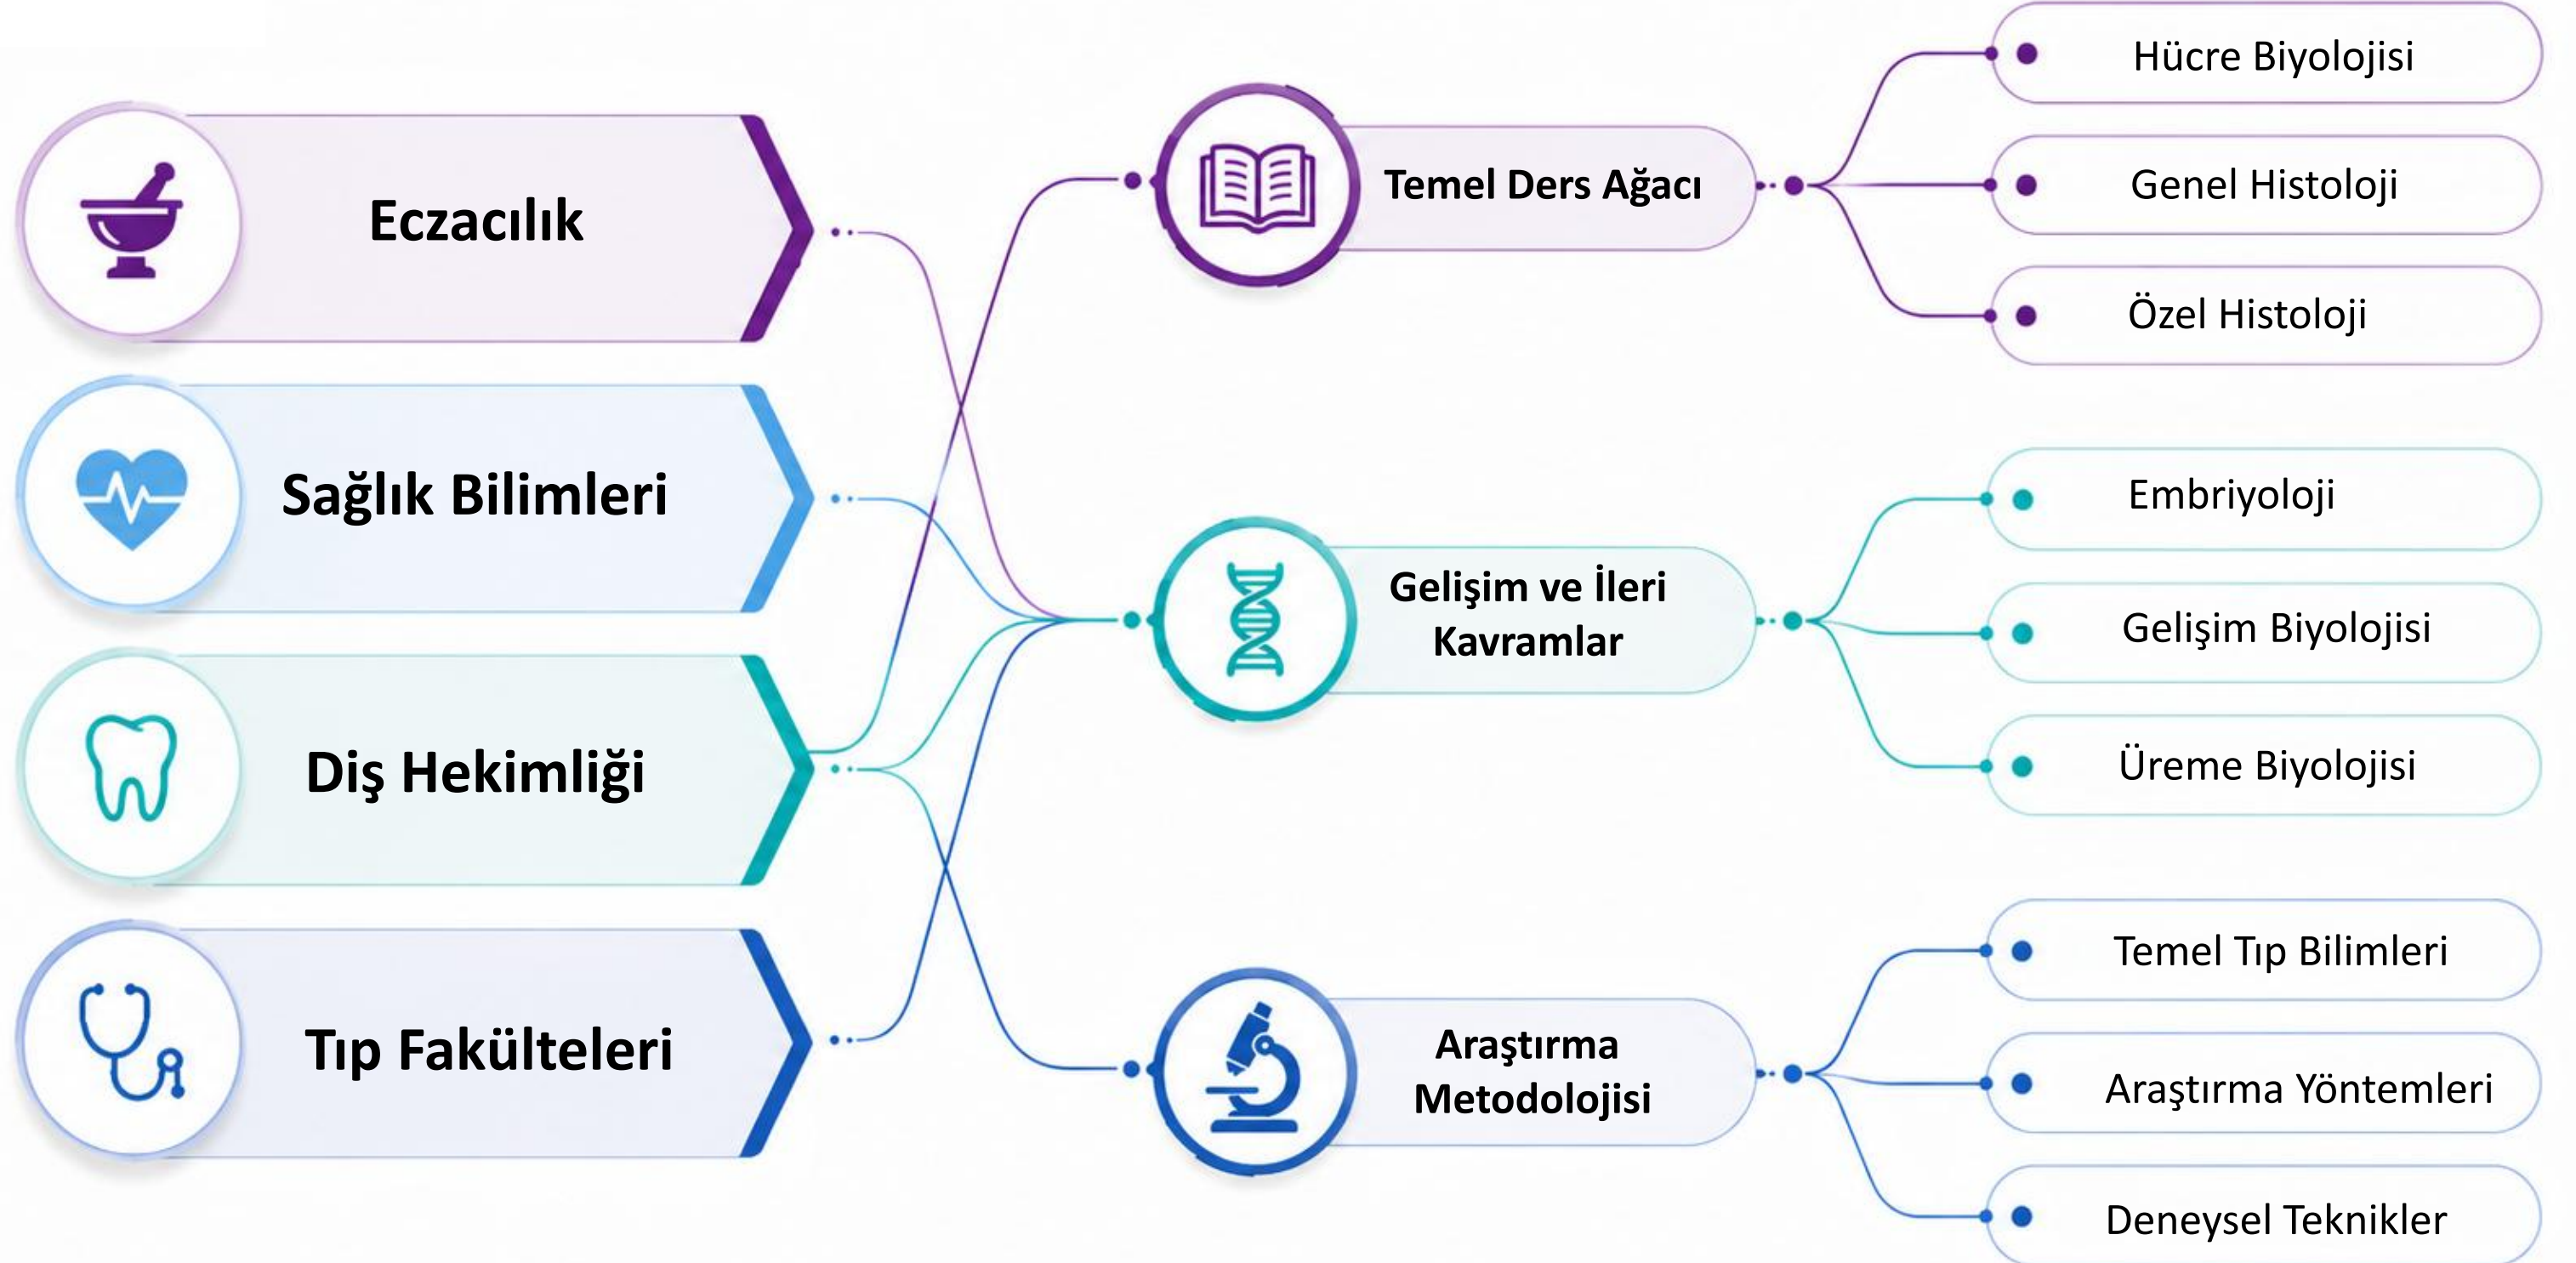 Eczacılık
Sağlık Bilimleri
Diş Hekimliği
Tıp Fakülteleri
Temel Ders Ağacı
Gelişim ve İleri
Kavramlar
Araştırma
Metodolojisi
Hücre Biyolojisi
Genel Histoloji
Özel Histoloji
Embriyoloji
Gelişim Biyolojisi
Üreme Biyolojisi
Temel Tıp Bilimleri
Araştırma Yöntemleri
Deneysel Teknikler